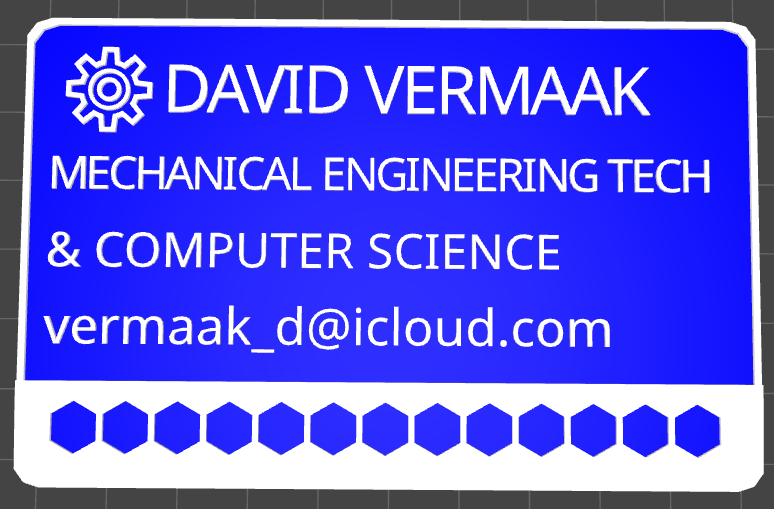 DAVID VERMAAK
MECHANICAL ENGINEERING TECH
& COMPUTER SCIENCE
vermaak_d@icloud.com